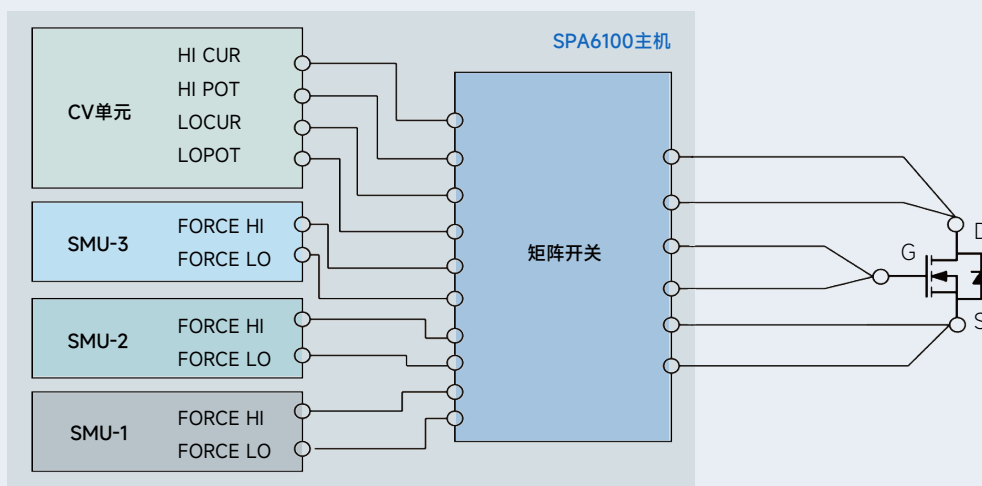 SPA6100主机
CV单元
HI CUR
HI POT
LOCUR
LOPOT
SMU-3
FORCE HI
FORCE LO
SMU-2
FORCE HI
FORCE LO
SMU-1
FORCE HI
FORCE LO
矩阵开关
D
G
S